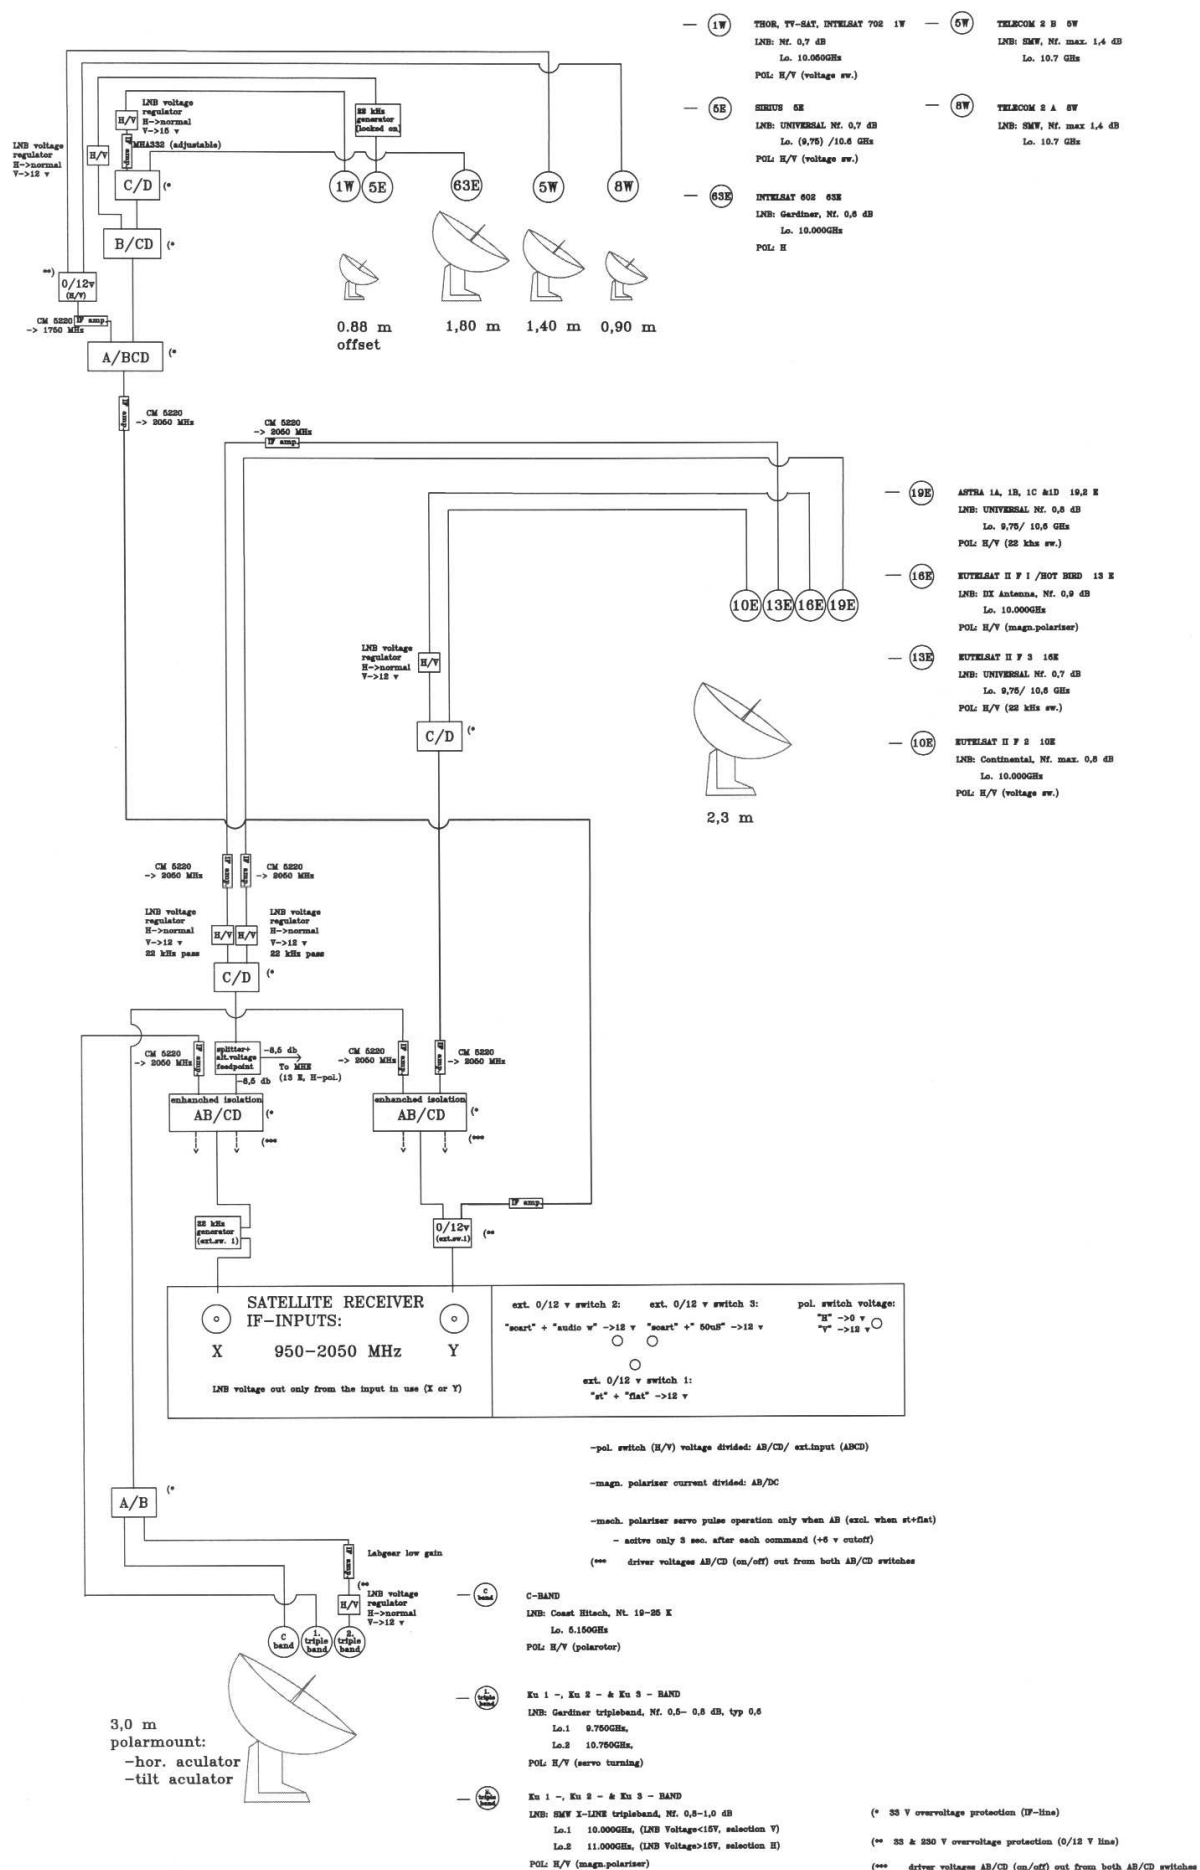 1W THOR, TV-SAT, INTELSAT 702 1W
LNB: Nf. 0,7 dB
Lo. 10.050GHz
POL: H/V (voltage sw.)
5W TELECOM 2 B 5W
LNB: SMW, Nf. max. 1,4 dB
Lo. 10.7 GHz
5E SIRIUS 5E
LNB: UNIVERSAL Nf. 0,7 dB
Lo. (9,75) /10.6 GHz
POL: H/V (voltage sw.)
8W TELECOM 2 A 8W
LNB: SMW, Nf. max 1,4 dB
Lo. 10.7 GHz
63E INTELSAT 602 63E
LNB: Gardiner, Nf. 0,6 dB
Lo. 10.000GHz
POL: H
LNB voltage
regulator
H->normal
V->12 v
H/V
H/V
LNB voltage
regulator
H->normal
V->15 v
IF amp.
MHA332 (adjustable)
22 kHz
generator
(locked on)
C/D (*
B/CD (*
**)
0/12v
(H/V)
CM 5220
-> 1750 MHz
IF amp.
A/BCD (*
IF amp.
CM 5220
-> 2050 MHz
1W 5E 63E 5W 8W
0.88 m
offset
1,80 m
1,40 m
0,90 m
CM 5220
-> 2050 MHz
IF amp.
10E 13E 16E 19E
19E ASTRA 1A, 1B, 1C &1D 19,2 E
LNB: UNIVERSAL Nf. 0,8 dB
Lo. 9,75/ 10,6 GHz
POL: H/V (22 khz sw.)
16E EUTELSAT II F 1 /HOT BIRD 13 E
LNB: DX Antenna, Nf. 0,9 dB
Lo. 10.000GHz
POL: H/V (magn.polarizer)
13E EUTELSAT II F 3 16E
LNB: UNIVERSAL Nf. 0,7 dB
Lo. 9,75/ 10,6 GHz
POL: H/V (22 kHz sw.)
10E EUTELSAT II F 2 10E
LNB: Continental, Nf. max. 0,8 dB
Lo. 10.000GHz
POL: H/V (voltage sw.)
LNB voltage
regulator
H->normal
V->12 v
H/V
C/D (*
2,3 m
CM 5220
-> 2050 MHz
IF amp.
IF amp.
CM 5220
-> 2050 MHz
LNB voltage
regulator
H->normal
V->12 v
22 kHz pass
H/V H/V
LNB voltage
regulator
H->normal
V->12 v
22 kHz pass
C/D (*
CM 5220
-> 2050 MHz
IF amp.
splitter+
alt.voltage
feedpoint
-8,5 db
To MHE
(13 E, H-pol.)
-8,5 db
CM 5220
-> 2050 MHz
IF amp.
IF amp.
CM 5220
-> 2050 MHz
enhanched isolation
AB/CD (*
(***
enhanched isolation
AB/CD (*
(***
22 kHz
generator
(ext.sw. 1)
IF amp.
0/12v
(ext.sw.1)
(**
SATELLITE RECEIVER
IF-INPUTS:
X 950-2050 MHz Y
LNB voltage out only from the input in use (X or Y)
ext. 0/12 v switch 2:
"scart" + "audio w" ->12 v
ext. 0/12 v switch 3:
"scart" +" 50uS" ->12 v
pol. switch voltage:
"H" ->0 v
"V" ->12 v
ext. 0/12 v switch 1:
"st" + "flat" ->12 v
-pol. switch (H/V) voltage divided: AB/CD/ ext.input (ABCD)
-magn. polarizer current divided: AB/DC
-mech. polarizer servo pulse operation only when AB (excl. when st+flat)
- acitve only 3 sec. after each command (+6 v cutoff)
(*** driver voltages AB/CD (on/off) out from both AB/CD switches
A/B (*
IF amp.
Labgear low gain
(**
H/V
LNB voltage
regulator
H->normal
V->12 v
C
band
1.
triple
band
2.
triple
band
3,0 m
polarmount:
-hor. aculator
-tilt aculator
C
band
C-BAND
LNB: Coast Hitech, Nt. 19-25 K
Lo. 5.150GHz
POL: H/V (polarotor)
1.
triple
band
Ku 1 -, Ku 2 - & Ku 3 - BAND
LNB: Gardiner tripleband, Nf. 0,5- 0,8 dB, typ 0,6
Lo.1 9.750GHz,
Lo.2 10.750GHz,
POL: H/V (servo turning)
2.
triple
band
Ku 1 -, Ku 2 - & Ku 3 - BAND
LNB: SMW X-LINE tripleband, Nf. 0,8-1,0 dB
Lo.1 10.000GHz, (LNB Voltage<15V, selection V)
Lo.2 11.000GHz, (LNB Voltage>15V, selection H)
POL: H/V (magn.polarizer)
(* 33 V overvoltage protection (IF-line)
(** 33 & 230 V overvoltage protection (0/12 V line)
(*** driver voltages AB/CD (on/off) out from both AB/CD switches